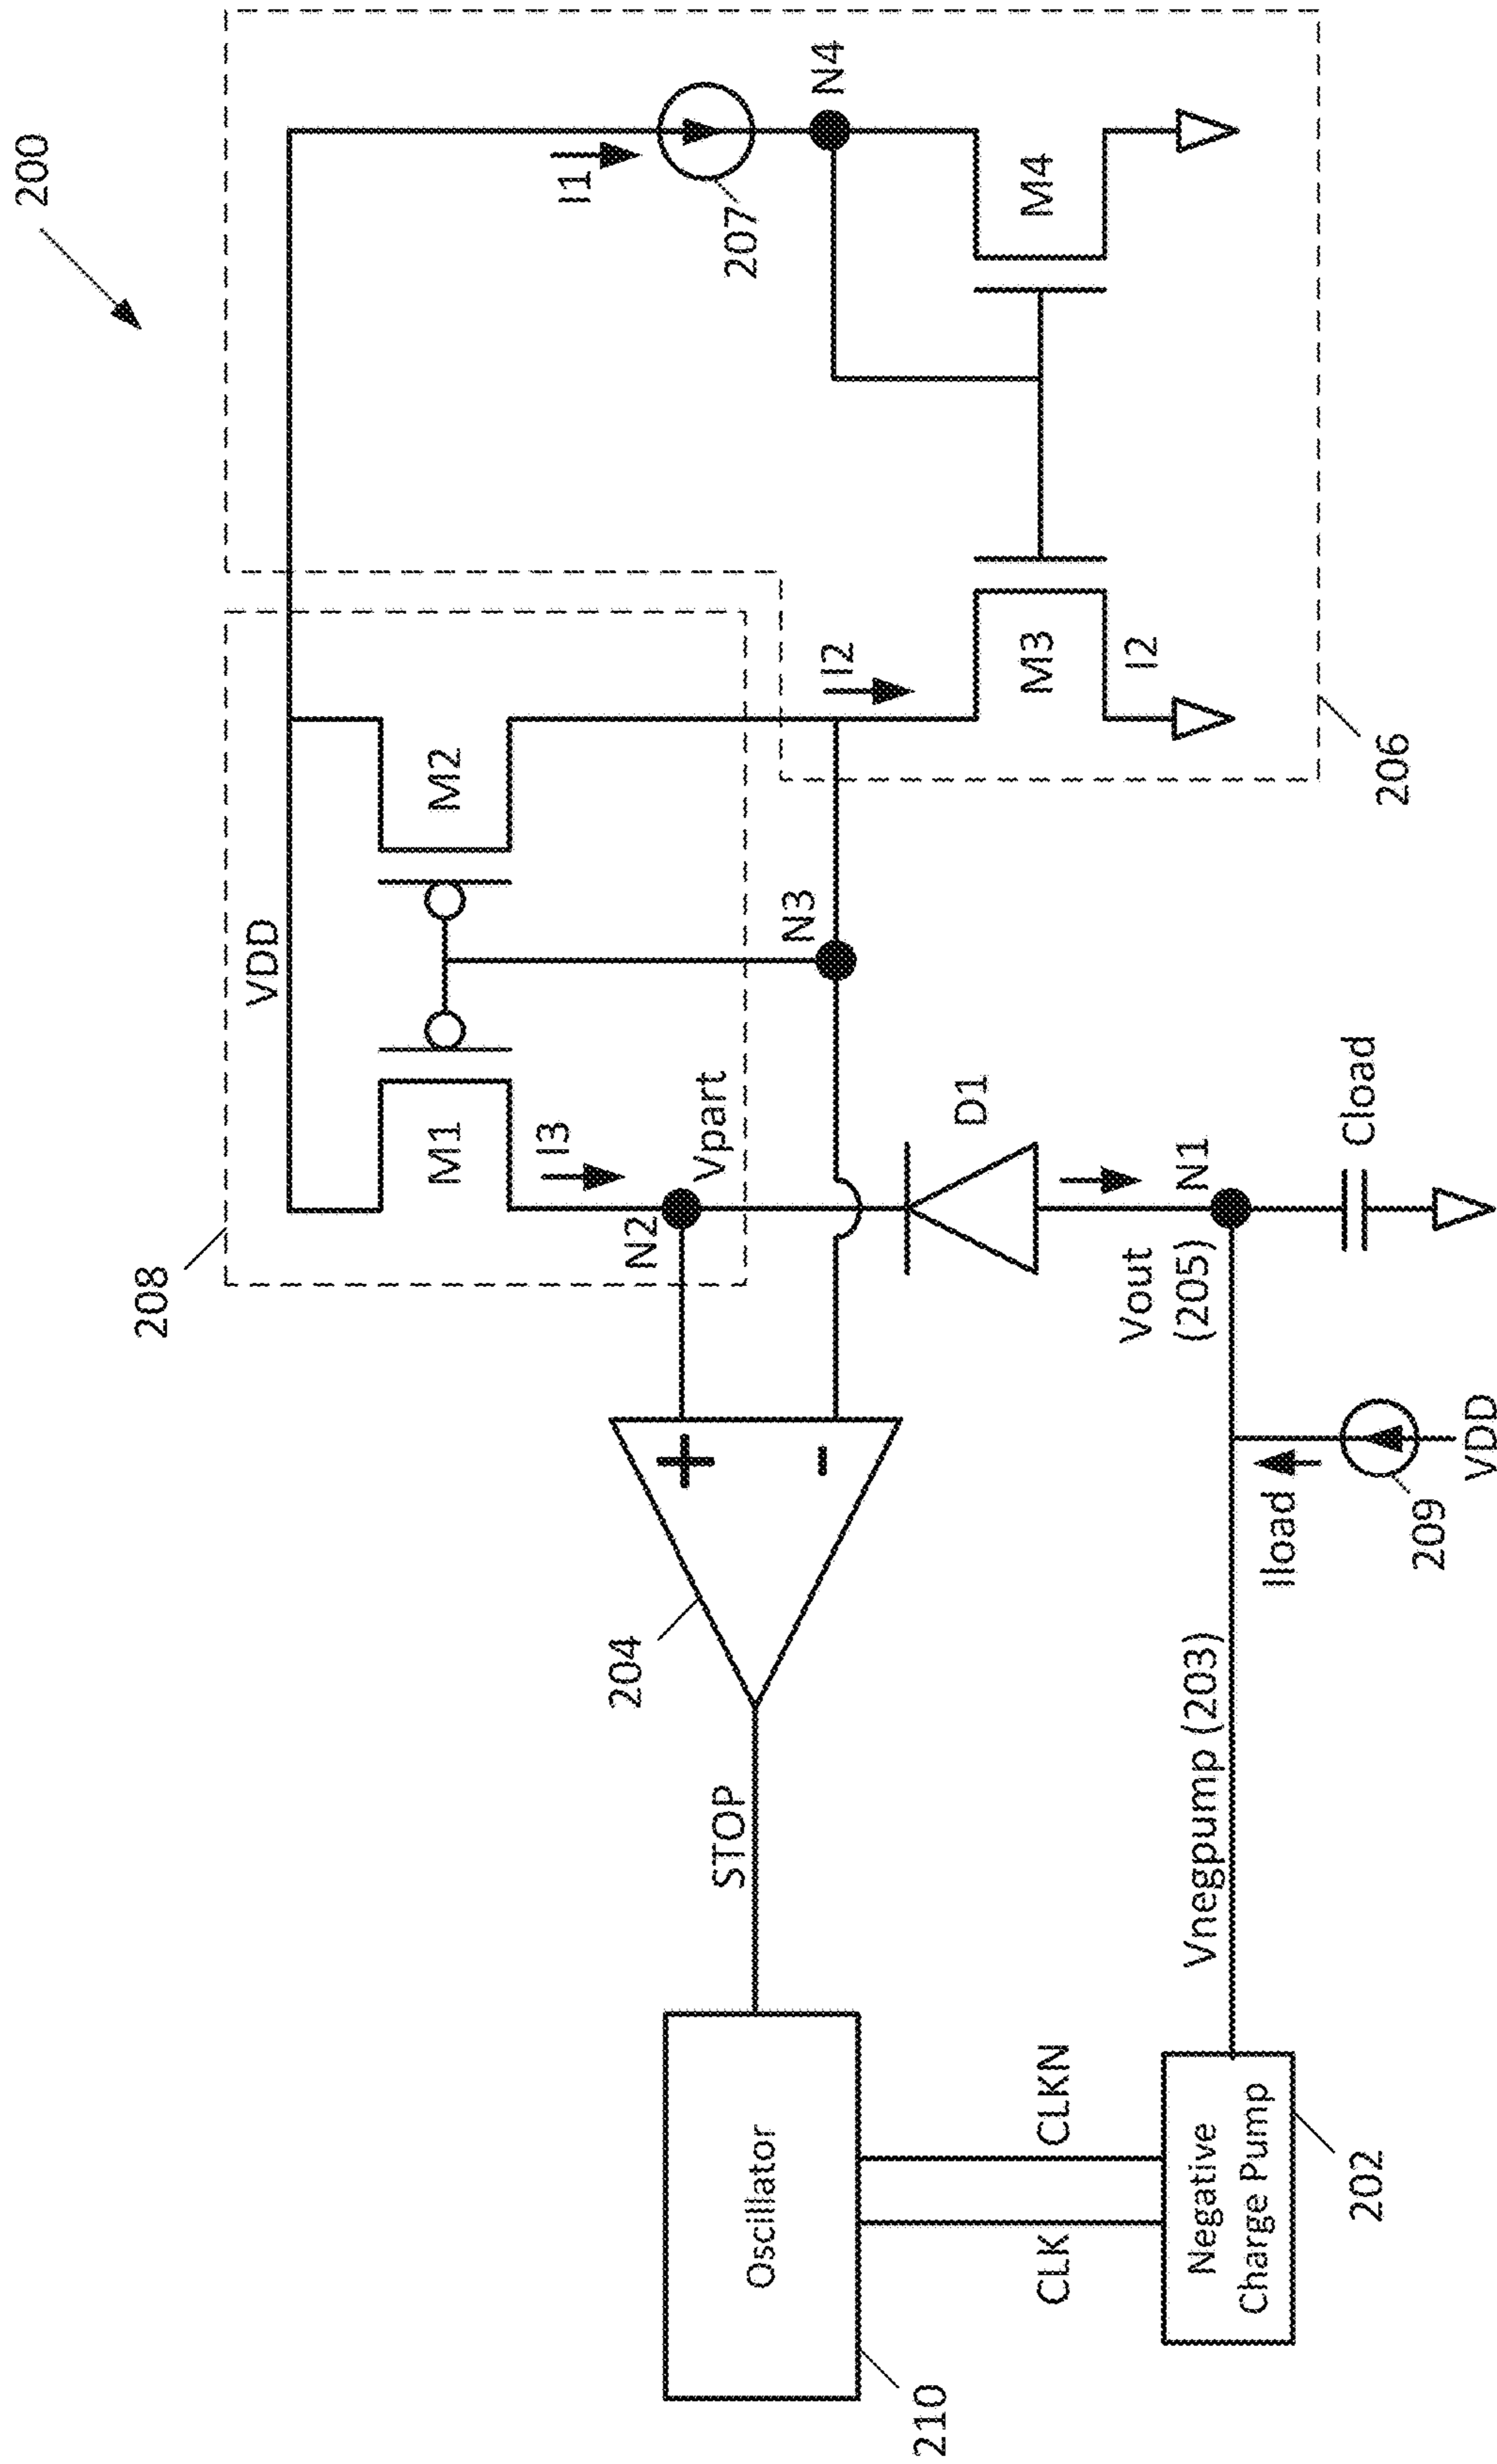 200
208
VDD
M1
M2
I3
N2
Vpart
N3
I1
207
N4
I2
M3
M4
I2
206
204
+
-
STOP
D1
N1
Vout
(205)
Cload
Iload
209
VDD
Vnegpump (203)
Oscillator
210
CLK
CLKN
Negative
Charge Pump
202